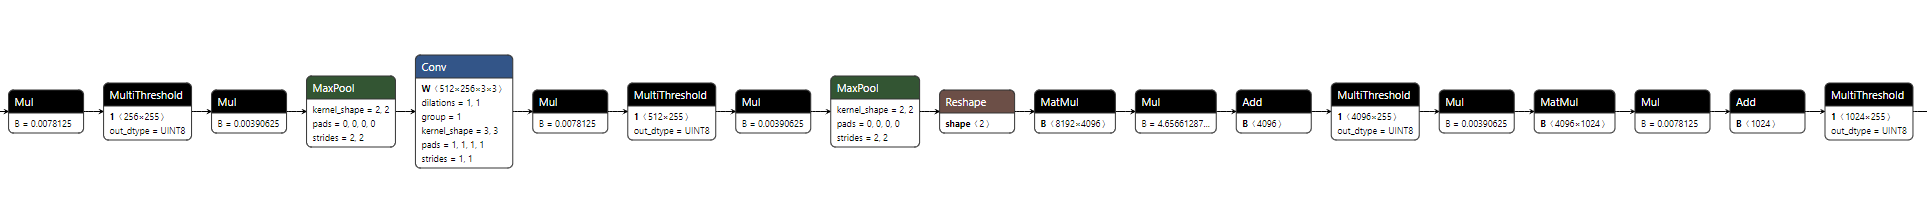 Mul
B = 0.0078125
MultiThreshold
1 ⟨256×255⟩
out_dtype = UINT8
Mul
B = 0.00390625
MaxPool
kernel_shape = 2, 2
pads = 0, 0, 0, 0
strides = 2, 2
Conv
W ⟨512×256×3×3⟩
dilations = 1, 1
group = 1
kernel_shape = 3, 3
pads = 1, 1, 1, 1
strides = 1, 1
Mul
B = 0.0078125
MultiThreshold
1 ⟨512×255⟩
out_dtype = UINT8
Mul
B = 0.00390625
MaxPool
kernel_shape = 2, 2
pads = 0, 0, 0, 0
strides = 2, 2
Reshape
shape ⟨2⟩
MatMul
B ⟨8192×4096⟩
Mul
B = 4.65661287...
Add
B ⟨4096⟩
MultiThreshold
1 ⟨4096×255⟩
out_dtype = UINT8
Mul
B = 0.00390625
MatMul
B ⟨4096×1024⟩
Mul
B = 0.0078125
Add
B ⟨1024⟩
MultiThreshold
1 ⟨1024×255⟩
out_dtype = UINT8